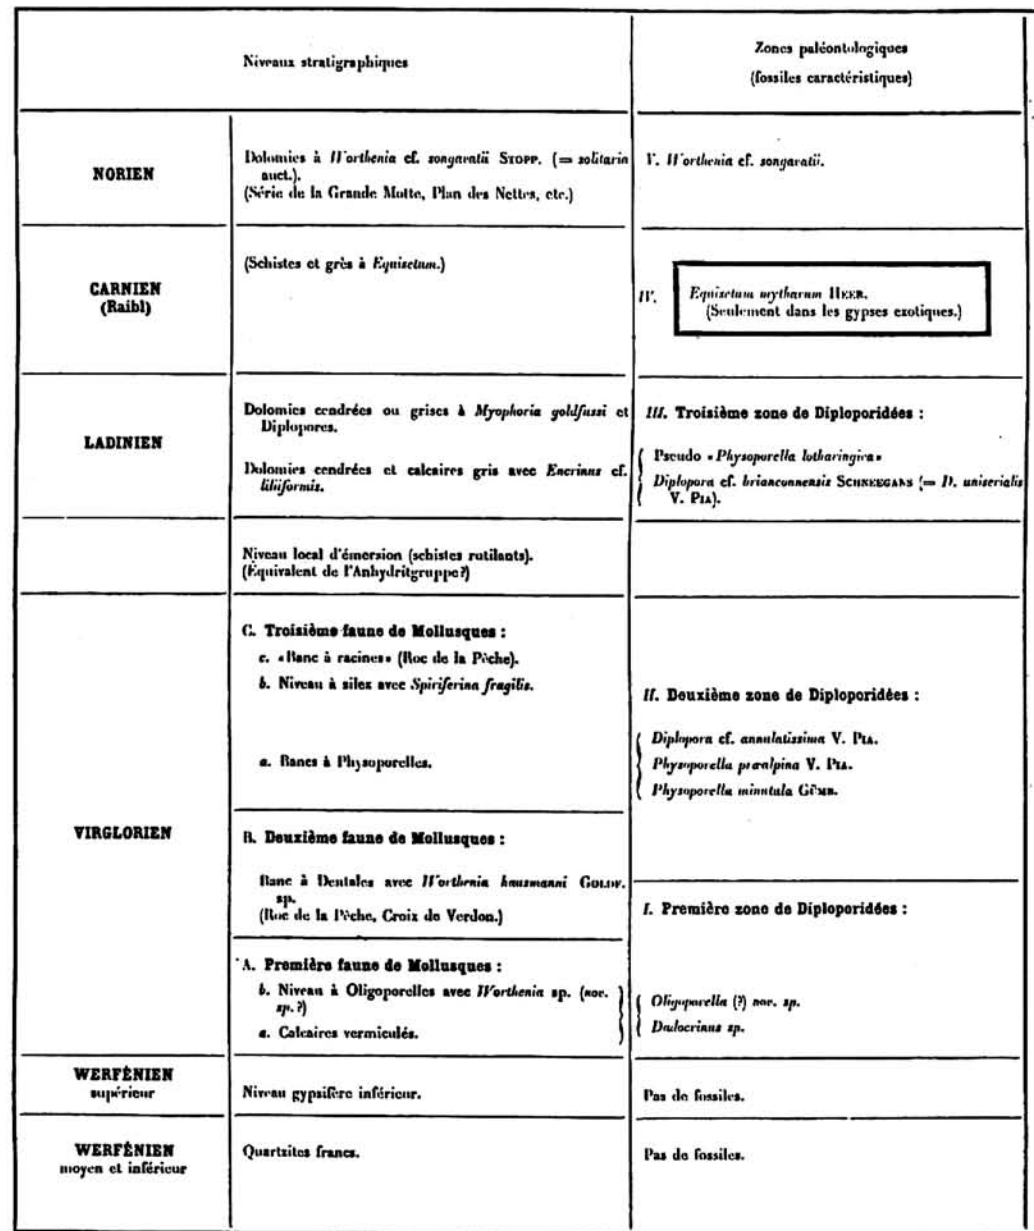 Niveaux stratigraphiques
Zones paléontologiques
(fossiles caractéristiques)
NORIEN
Dolomies à Worthenia cf. songavatii STOPP. (= solitaria
auct.).
(Série de la Grande Motte, Plan des Nettes, etc.)
V. Worthenia cf. songavatii.
CARNIEN
(Raibl)
(Schistes et grès à Equisetum.)
IV.
Equisetum mytharum HEER.
(Seulement dans les gypses exotiques.)
LADINIEN
Dolomies cendrées ou grises à Myophoria goldfussi et
Diplopores.
Dolomies cendrées et calcaires gris avec Encrinus cf.
liliiformis.
III. Troisième zone de Diploporidées :
Pseudo «Physoporella lotharingica»
Diplopora cf. brianconnensis SCHNEEGANS (= D. uniserialis
V. PIA).
Niveau local d'émersion (schistes rutilants).
(Équivalent de l'Anhydritgruppe?)
VIRGLORIEN
C. Troisième faune de Mollusques :
c. «Banc à racines» (Roc de la Pêche).
b. Niveau à silex avec Spiriferina fragilis.
a. Bancs à Physoporelles.
II. Deuxième zone de Diploporidées :
Diplopora cf. annulatissima V. PIA.
Physoporella præalpina V. PIA.
Physoporella minutula GÜMB.
B. Deuxième faune de Mollusques :
Banc à Dentales avec Worthenia hausmanni GOLDF.
sp.
(Roc de la Pêche, Croix de Verdon.)
I. Première zone de Diploporidées :
A. Première faune de Mollusques :
b. Niveau à Oligoporelles avec Worthenia sp. (nov.
sp.?)
a. Calcaires vermiculés.
Oligoporella (?) nov. sp.
Dadocrinus sp.
WERFÉNIEN
supérieur
Niveau gypsifère inférieur.
Pas de fossiles.
WERFÉNIEN
moyen et inférieur
Quartzites francs.
Pas de fossiles.